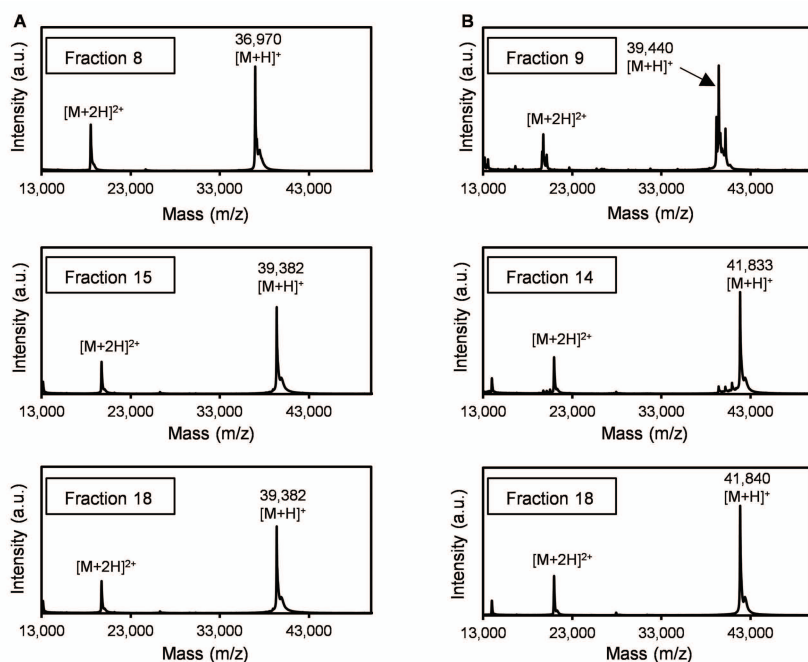 A
Fraction 8
36,970
[M+H]⁺
[M+2H]²⁺
Intensity (a.u.)
13,000 23,000 33,000 43,000
Mass (m/z)
Fraction 15
39,382
[M+H]⁺
[M+2H]²⁺
Intensity (a.u.)
13,000 23,000 33,000 43,000
Mass (m/z)
Fraction 18
39,382
[M+H]⁺
[M+2H]²⁺
Intensity (a.u.)
13,000 23,000 33,000 43,000
Mass (m/z)
B
Fraction 9
39,440
[M+H]⁺
[M+2H]²⁺
Intensity (a.u.)
13,000 23,000 33,000 43,000
Mass (m/z)
Fraction 14
41,833
[M+H]⁺
[M+2H]²⁺
Intensity (a.u.)
13,000 23,000 33,000 43,000
Mass (m/z)
Fraction 18
41,840
[M+H]⁺
[M+2H]²⁺
Intensity (a.u.)
13,000 23,000 33,000 43,000
Mass (m/z)